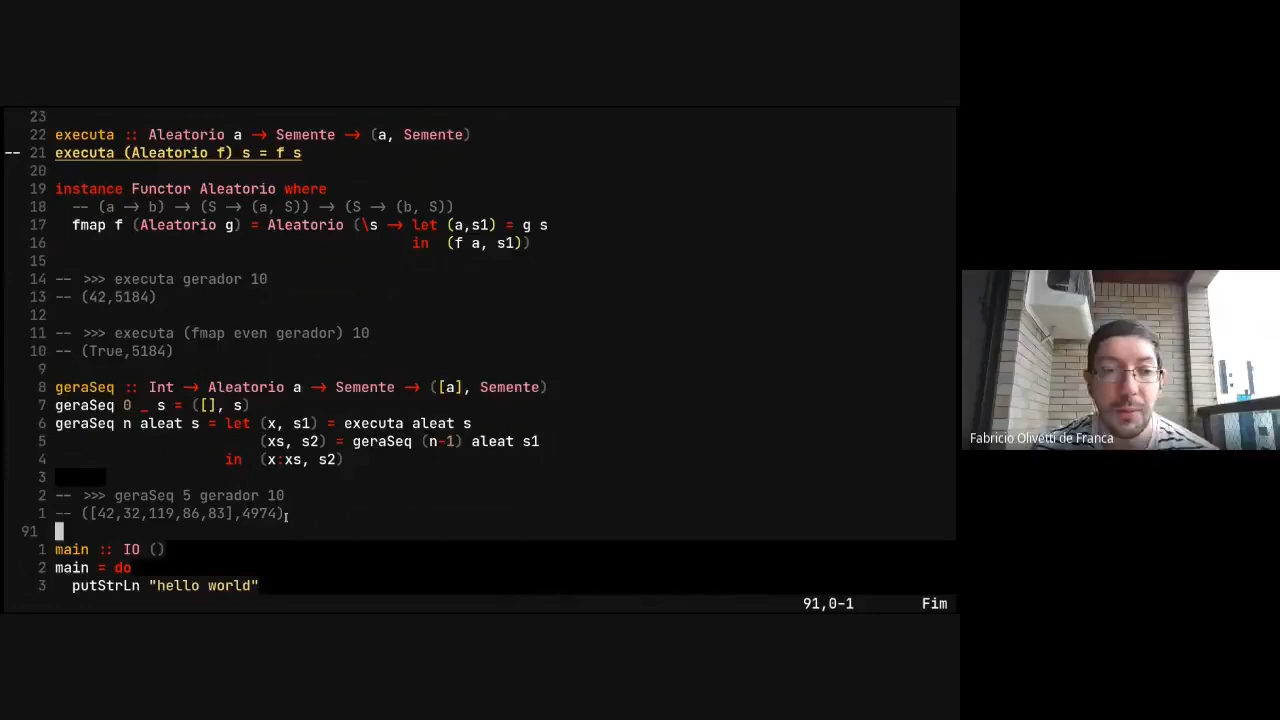 23
22 executa :: Aleatorio a → Semente → (a, Semente)
-- 21 executa (Aleatorio f) s = f s
20
19 instance Functor Aleatorio where
18 -- (a → b) → (S → (a, S)) → (S → (b, S))
17 fmap f (Aleatorio g) = Aleatorio (\s → let (a,s1) = g s
16 in (f a, s1))
15
14 -- >>> executa gerador 10
13 -- (42,5184)
12
11 -- >>> executa (fmap even gerador) 10
10 -- (True,5184)
9
8 geraSeq :: Int → Aleatorio a → Semente → ([a], Semente)
7 geraSeq 0 _ s = ([], s)
6 geraSeq n aleat s = let (x, s1) = executa aleat s
5 (xs, s2) = geraSeq (n-1) aleat s1
4 in (x:xs, s2)
3
2 -- >>> geraSeq 5 gerador 10
1 -- ([42,32,119,86,83],4974)
91
1 main :: IO ()
2 main = do
3 putStrLn "hello world"
91,0-1 Fim
Fabricio Olivetti de Franca